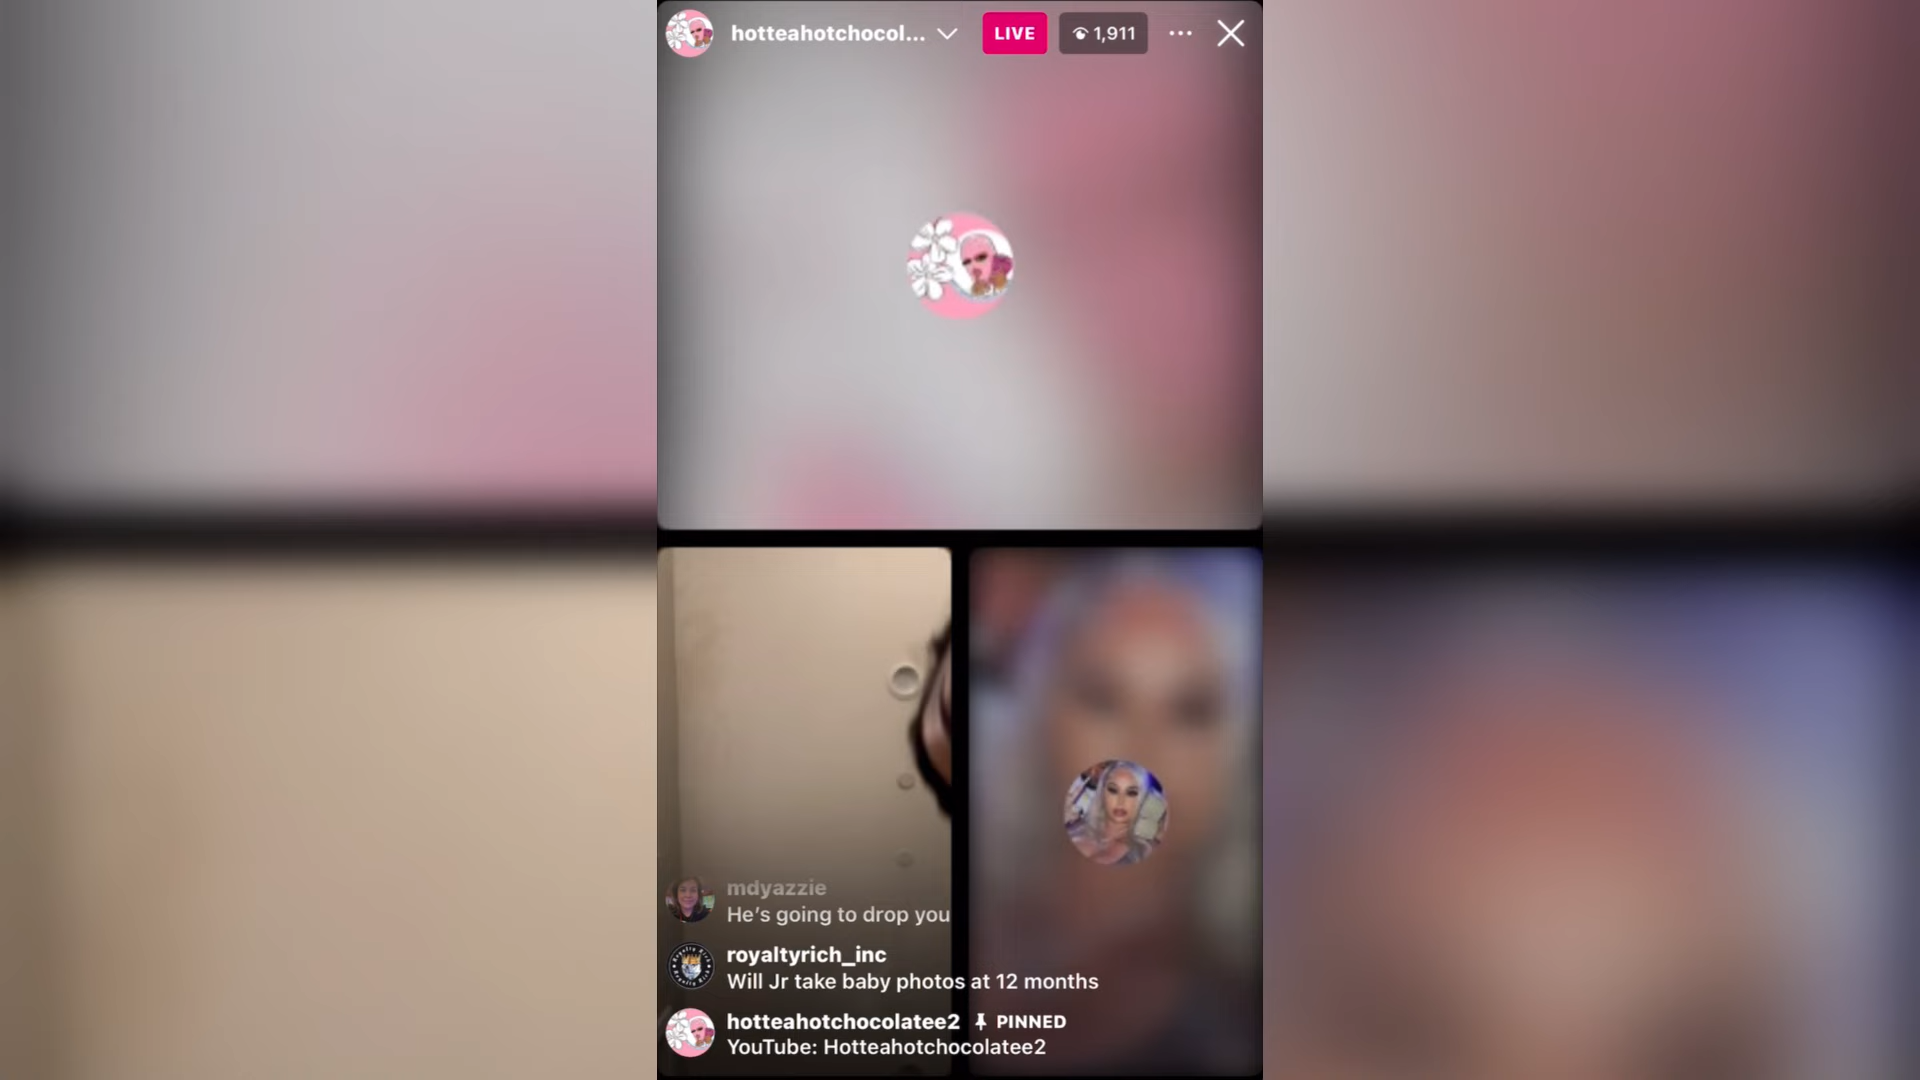 hotteahotchocol...
LIVE
1,911
mdyazzie
He's going to drop you
royaltyrich_inc
Will Jr take baby photos at 12 months
hotteahotchocolatee2 PINNED
YouTube: Hotteahotchocolatee2